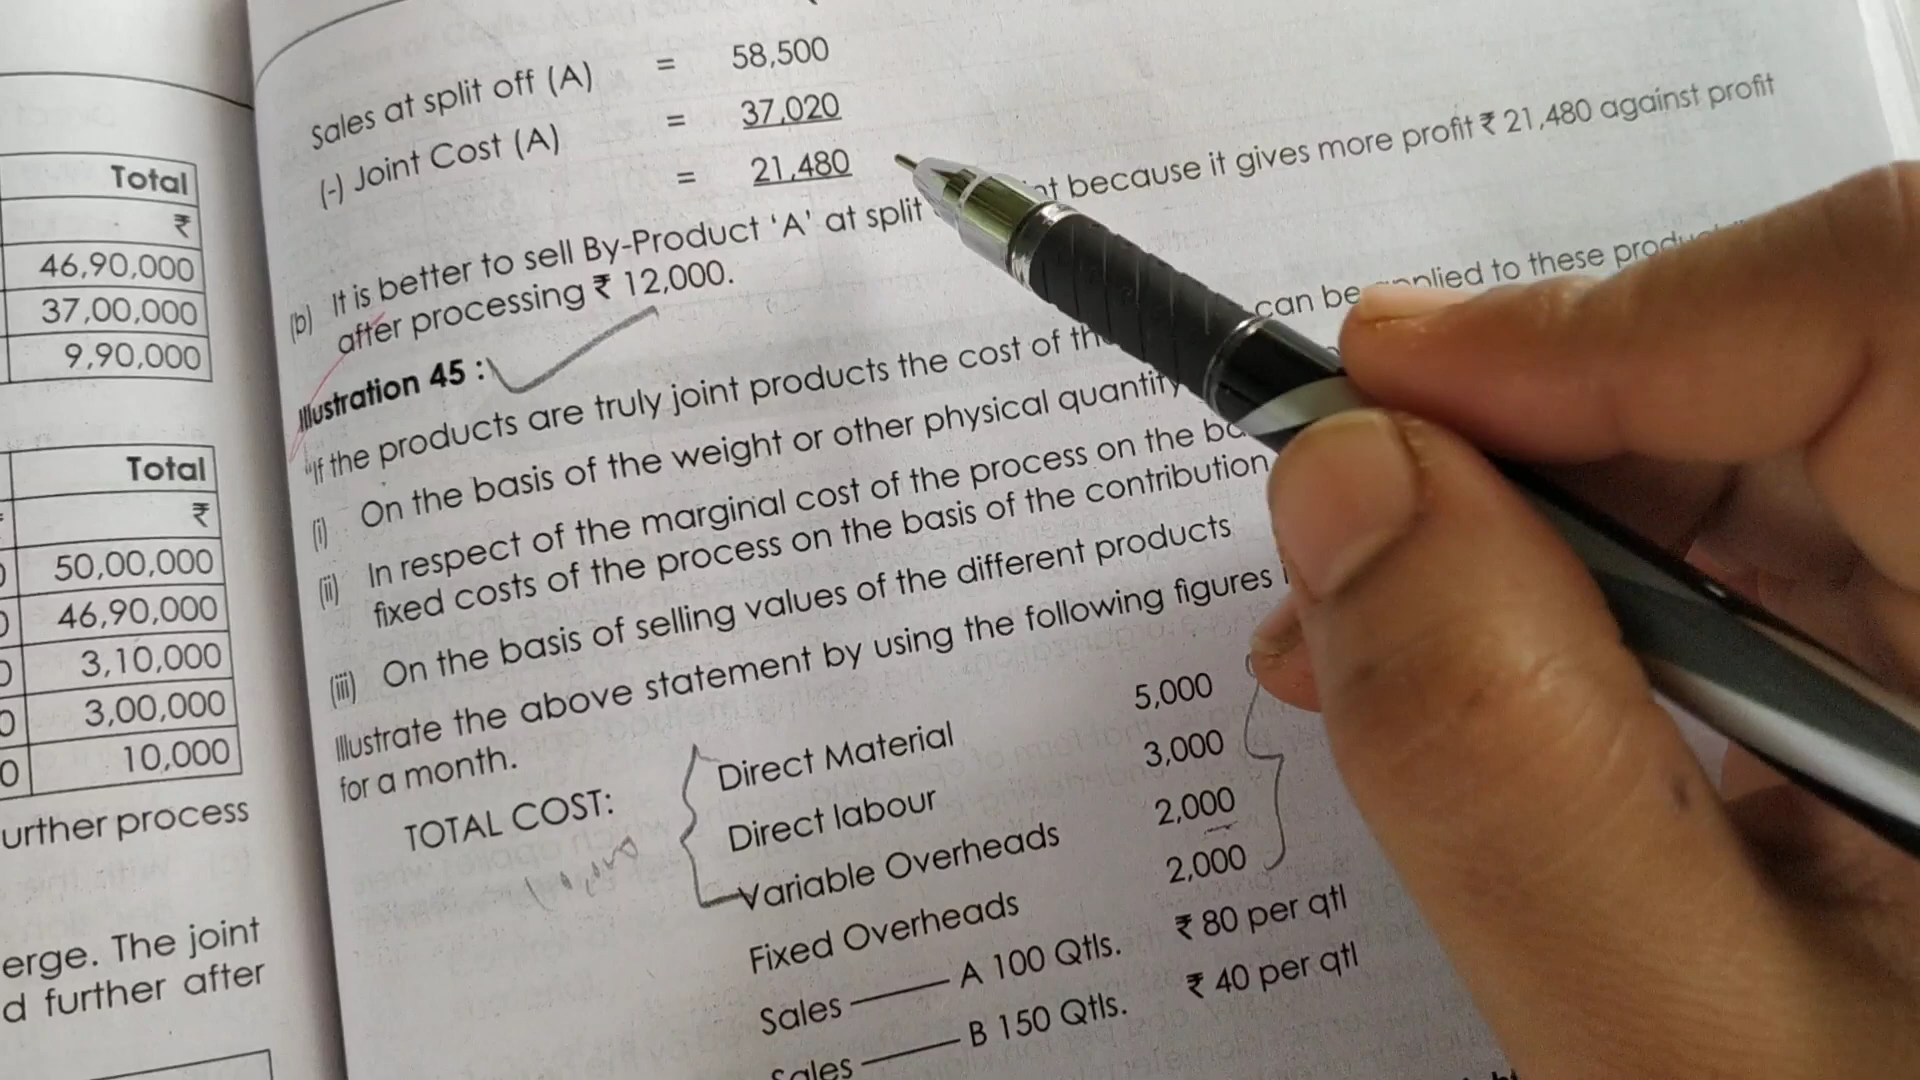 Total
₹
46,90,000
37,00,000
9,90,000
Total
₹
50,00,000
46,90,000
3,10,000
3,00,000
10,000
urther process
erge. The joint
d further after
Sales at split off (A) = 58,500
(-) Joint Cost (A) = 37,020
= 21,480
(b) It is better to sell By-Product 'A' at split because it gives more profit ₹ 21,480 against profit
after processing ₹ 12,000.
Illustration 45 :
"If the products are truly joint products the cost of can be applied to these
(i) On the basis of the weight or other physical quantity
(ii) In respect of the marginal cost of the process on the
fixed costs of the process on the basis of the contribution
(iii) On the basis of selling values of the different products
Illustrate the above statement by using the following figures
for a month.
TOTAL COST: Direct Material 5,000
Direct labour 3,000
Variable Overheads 2,000
Fixed Overheads 2,000
Sales A 100 Qtls. ₹ 80 per qtl
Sales B 150 Qtls. ₹ 40 per qtl